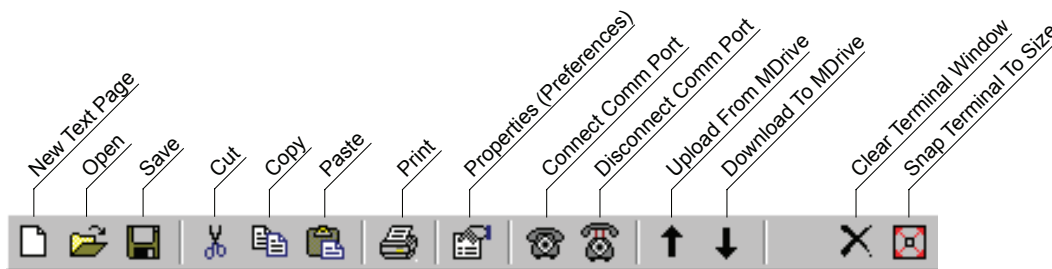 New Text Page
Open
Save
Cut
Copy
Paste
Print
Properties (Preferences)
Connect Comm Port
Disconnect Comm Port
Upload From MDrive
Download To MDrive
Clear Terminal Window
Snap Terminal To Size